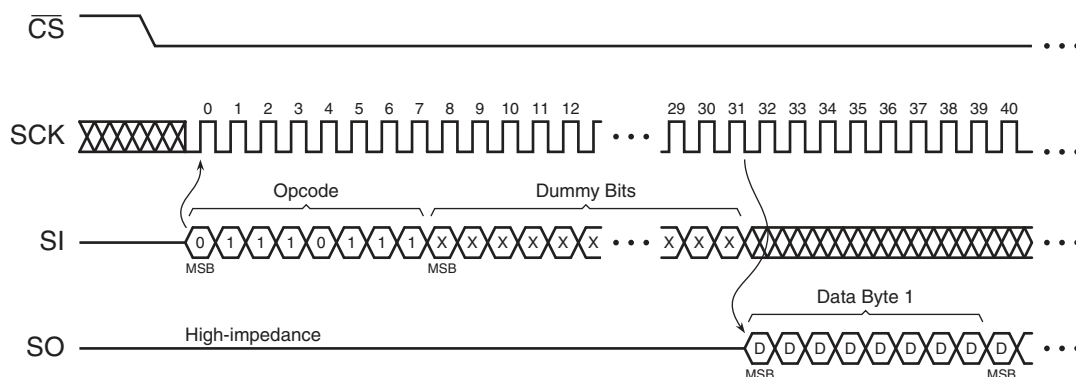 CS
0 1 2 3 4 5 6 7 8 9 10 11 12 29 30 31 32 33 34 35 36 37 38 39 40
SCK
Opcode Dummy Bits
SI 0 1 1 1 0 1 1 1 X X X X X X X X X
MSB MSB
Data Byte 1
High-impedance
SO D D D D D D D D D
MSB MSB